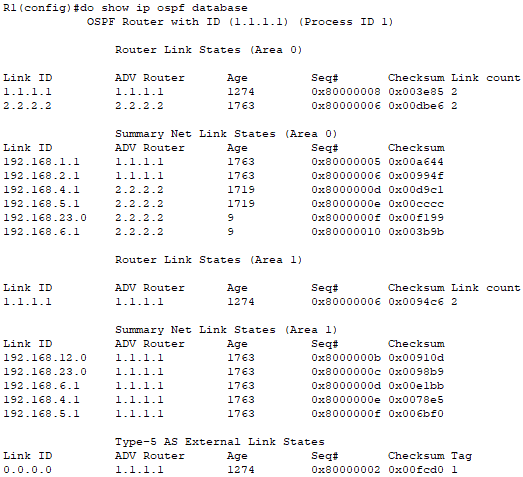 R1(config)#do show ip ospf database
OSPF Router with ID (1.1.1.1) (Process ID 1)
Router Link States (Area 0)
Link ID ADV Router Age Seq# Checksum Link count
1.1.1.1 1.1.1.1 1274 0x80000008 0x003e85 2
2.2.2.2 2.2.2.2 1763 0x80000006 0x00dbe6 2
Summary Net Link States (Area 0)
Link ID ADV Router Age Seq# Checksum
192.168.1.1 1.1.1.1 1763 0x80000005 0x00a644
192.168.2.1 1.1.1.1 1763 0x80000006 0x00994f
192.168.4.1 2.2.2.2 1719 0x8000000d 0x00d9c1
192.168.5.1 2.2.2.2 1719 0x8000000e 0x00cccc
192.168.23.0 2.2.2.2 9 0x8000000f 0x00f199
192.168.6.1 2.2.2.2 9 0x80000010 0x003b9b
Router Link States (Area 1)
Link ID ADV Router Age Seq# Checksum Link count
1.1.1.1 1.1.1.1 1274 0x80000006 0x0094c6 2
Summary Net Link States (Area 1)
Link ID ADV Router Age Seq# Checksum
192.168.12.0 1.1.1.1 1763 0x8000000b 0x00910d
192.168.23.0 1.1.1.1 1763 0x8000000c 0x0098b9
192.168.6.1 1.1.1.1 1763 0x8000000d 0x00e1bb
192.168.4.1 1.1.1.1 1763 0x8000000e 0x0078e5
192.168.5.1 1.1.1.1 1763 0x8000000f 0x006bf0
Type-5 AS External Link States
Link ID ADV Router Age Seq# Checksum Tag
0.0.0.0 1.1.1.1 1274 0x80000002 0x00fcd0 1